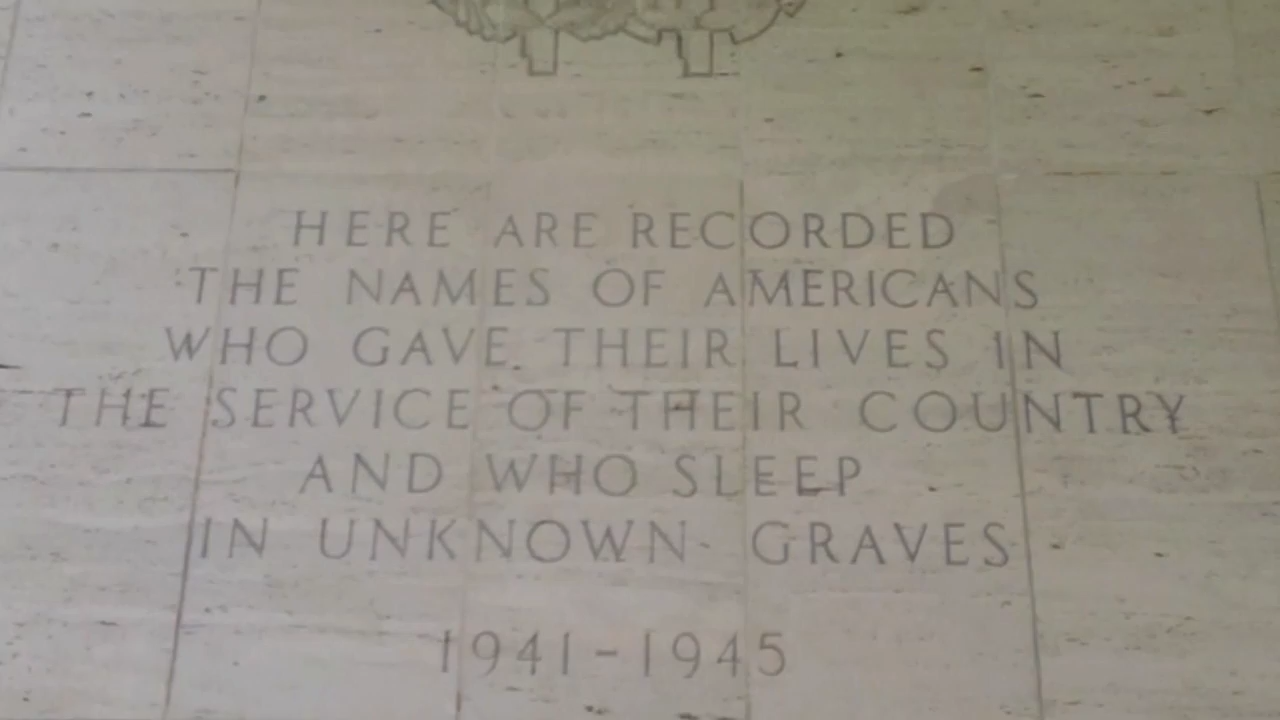 HERE ARE RECORDED
THE NAMES OF AMERICANS
WHO GAVE THEIR LIVES IN
THE SERVICE OF THEIR COUNTRY
AND WHO SLEEP
IN UNKNOWN GRAVES
1941-1945